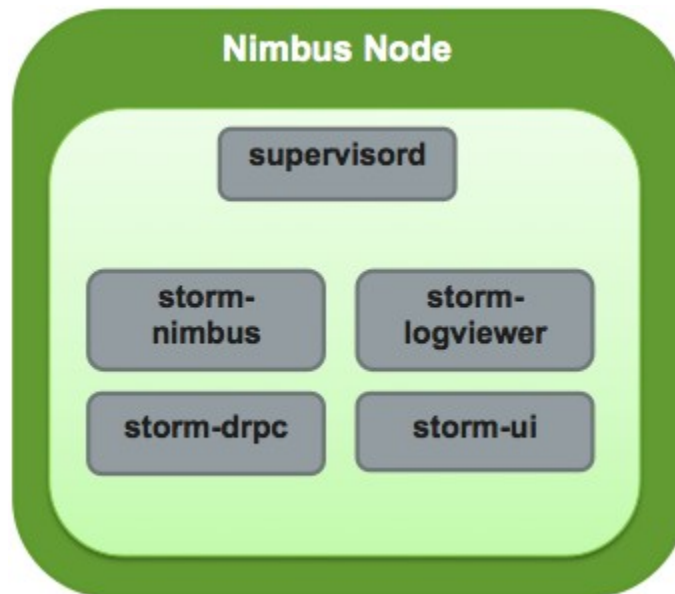 Nimbus Node
supervisord
storm-
nimbus
storm-
logviewer
storm-drpc
storm-ui